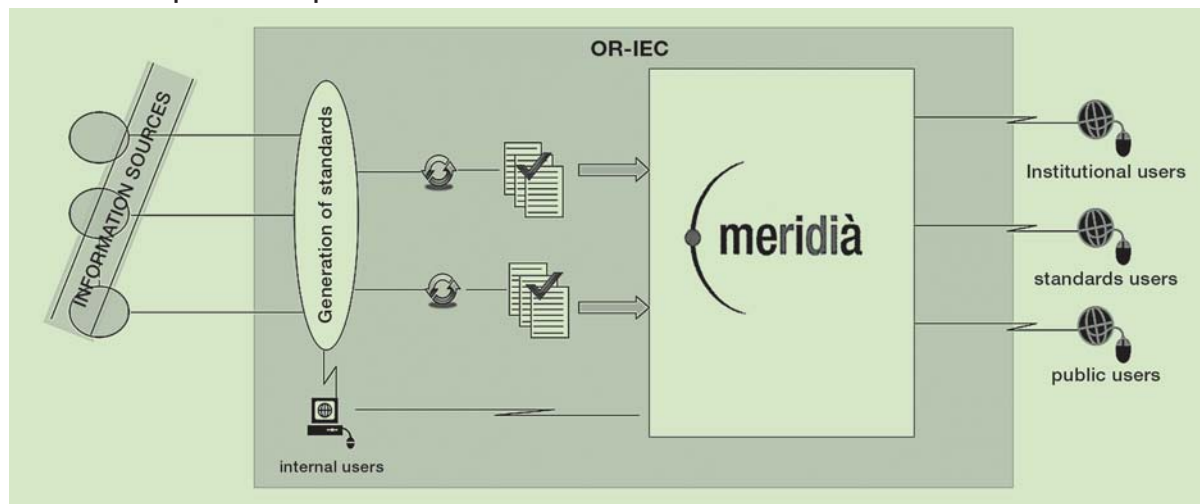 OR-IEC
INFORMATION SOURCES
Generation of standards
meridià
Institutional users
standards users
public users
internal users